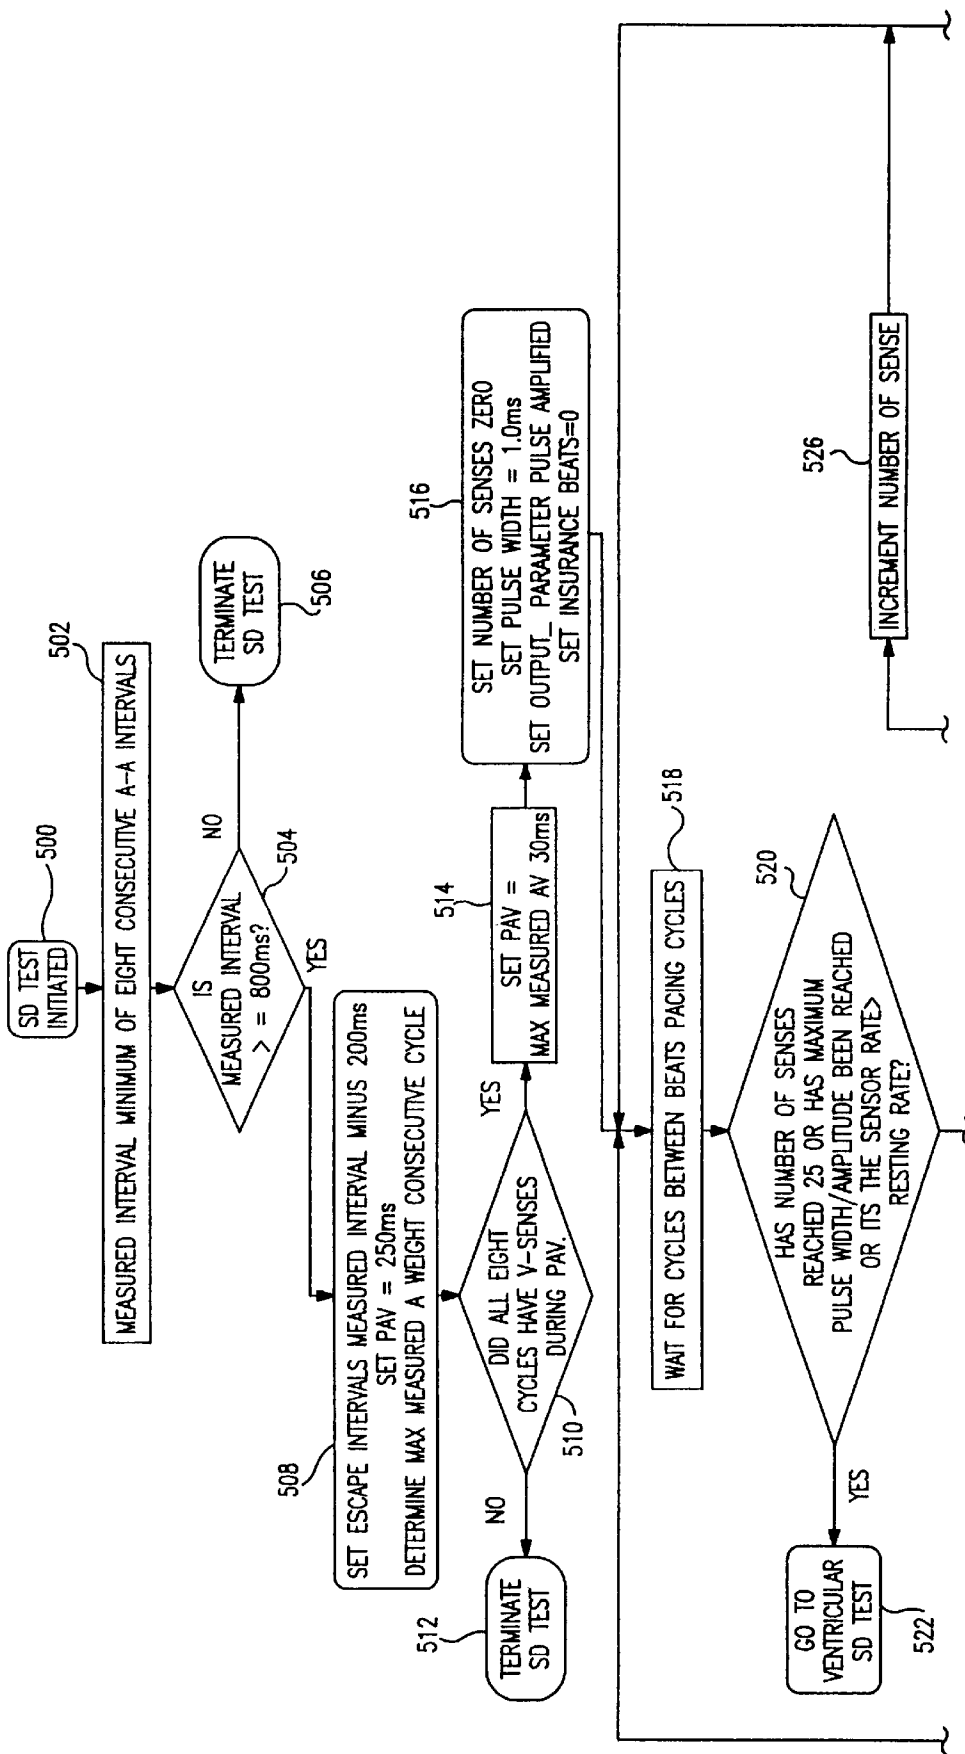 SD TEST
INITIATED
500
MEASURED INTERVAL MINIMUM OF EIGHT CONSECUTIVE A-A INTERVALS
502
IS
MEASURED INTERVAL
> = 800ms?
504
NO
TERMINATE
SD TEST
506
YES
SET ESCAPE INTERVALS MEASURED INTERVAL MINUS 200ms
SET PAV = 250ms
DETERMINE MAX MEASURED A WEIGHT CONSECUTIVE CYCLE
508
DID ALL EIGHT
CYCLES HAVE V-SENSES
DURING PAV.
510
NO
TERMINATE
SD TEST
512
YES
SET PAV =
MAX MEASURED AV 30ms
514
SET NUMBER OF SENSES ZERO
SET PULSE WIDTH = 1.0ms
SET OUTPUT_ PARAMETER PULSE AMPLIFIED
SET INSURANCE BEATS=0
516
WAIT FOR CYCLES BETWEEN BEATS PACING CYCLES
518
HAS NUMBER OF SENSES
REACHED 25 OR HAS MAXIMUM
PULSE WIDTH/AMPLITUDE BEEN REACHED
OR ITS THE SENSOR RATE>
RESTING RATE?
520
YES
GO TO
VENTRICULAR
SD TEST
522
INCREMENT NUMBER OF SENSE
526